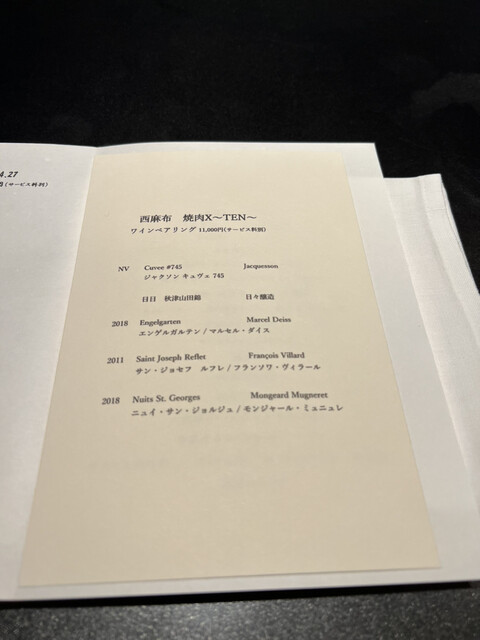 4.27
(サービス料別)
西麻布 焼肉X〜TEN〜
ワインペアリング 11,000円(サービス料別)
NV Cuvee #745 Jacquesson
ジャクソン キュヴェ 745
日日 秋津山田錦 日々醸造
2018 Engelgarten Marcel Deiss
エンゲルガルテン / マルセル・ダイス
2011 Saint Joseph Reflet François Villard
サン・ジョセフ ルフレ / フランソワ・ヴィラール
2018 Nuits St. Georges Mongeard Mugneret
ニュイ・サン・ジョルジュ / モンジャール・ミュニュレ